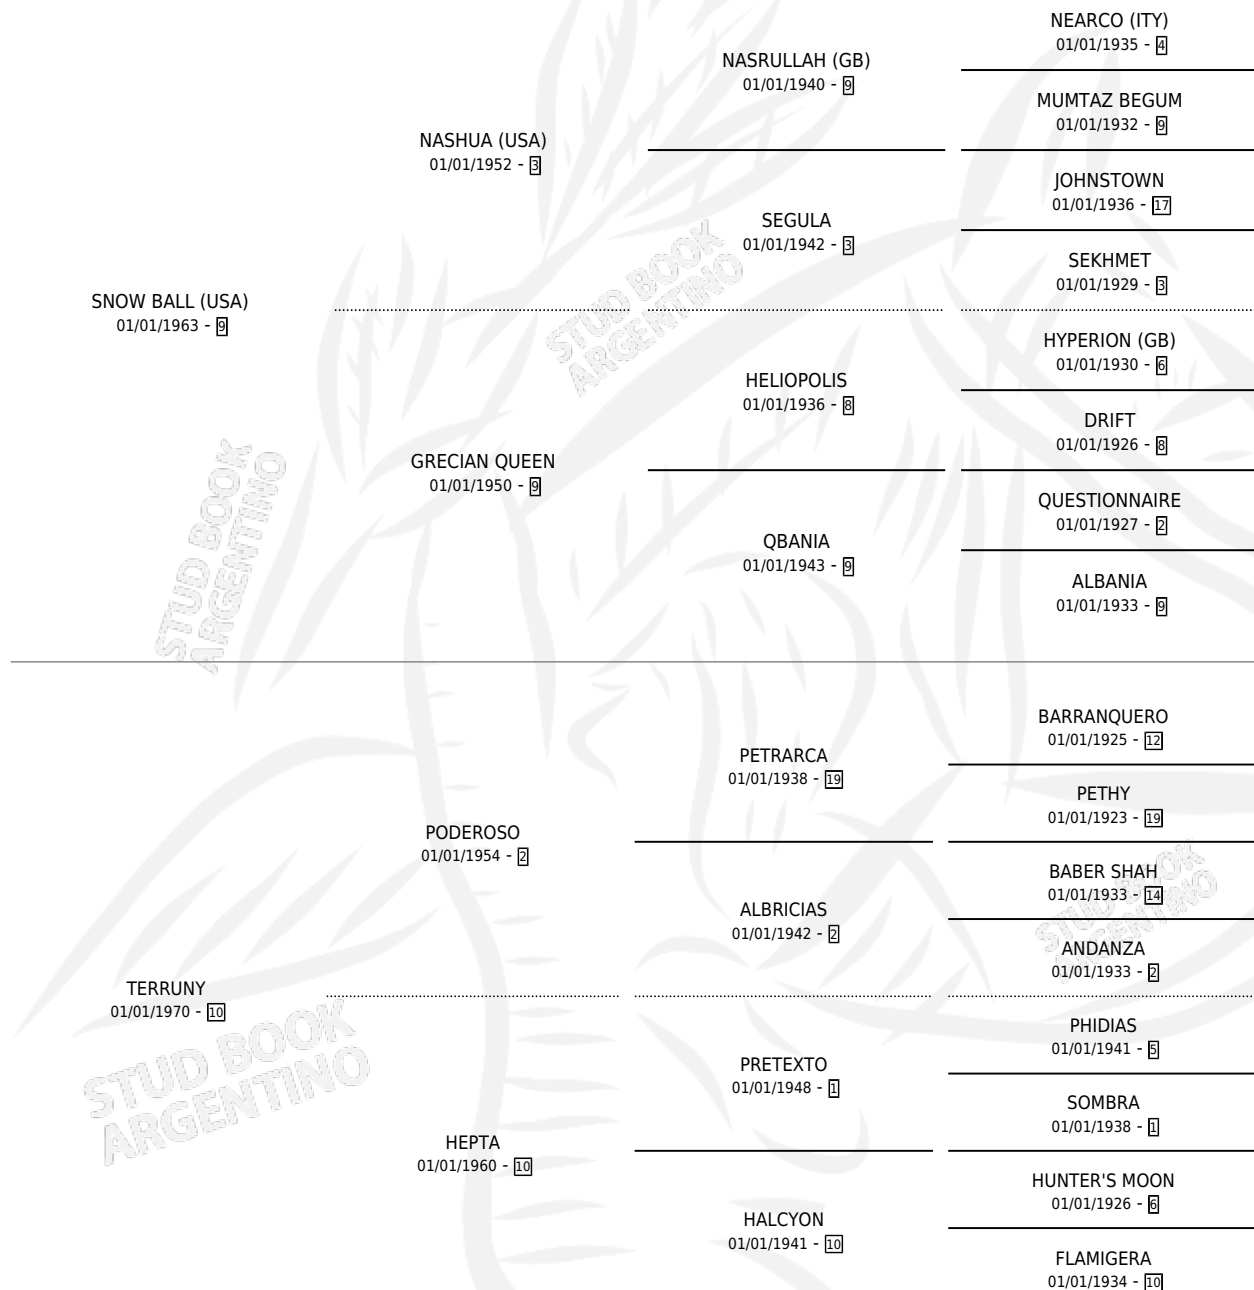 NEARCO (ITY)
01/01/1935 - 4
NASRULLAH (GB)
01/01/1940 - 9
MUMTAZ BEGUM
01/01/1932 - 9
NASHUA (USA)
01/01/1952 - 3
JOHNSTOWN
01/01/1936 - 17
SEGULA
01/01/1942 - 3
SEKHMET
01/01/1929 - 3
SNOW BALL (USA)
01/01/1963 - 9
STUD BOOK
ARGENTINO
HYPERION (GB)
01/01/1930 - 6
HELIOPOLIS
01/01/1936 - 8
DRIFT
01/01/1926 - 8
GRECIAN QUEEN
01/01/1950 - 9
QUESTIONNAIRE
01/01/1927 - 2
QBANIA
01/01/1943 - 9
ALBANIA
01/01/1933 - 9
STUD BOOK
ARGENTINO
BARRANQUERO
01/01/1925 - 12
PETRARCA
01/01/1938 - 19
PETHY
01/01/1923 - 19
PODEROSO
01/01/1954 - 2
BABER SHAH
01/01/1933 - 14
ALBRICIAS
01/01/1942 - 2
STUD BOOK
ARGENTINO
ANDANZA
01/01/1933 - 2
TERRUNY
01/01/1970 - 10
PHIDIAS
01/01/1941 - 5
PRETEXTO
01/01/1948 - 1
STUD BOOK
ARGENTINO
SOMBRA
01/01/1938 - 1
HEPTA
01/01/1960 - 10
HUNTER'S MOON
01/01/1926 - 6
HALCYON
01/01/1941 - 10
FLAMIGERA
01/01/1934 - 10